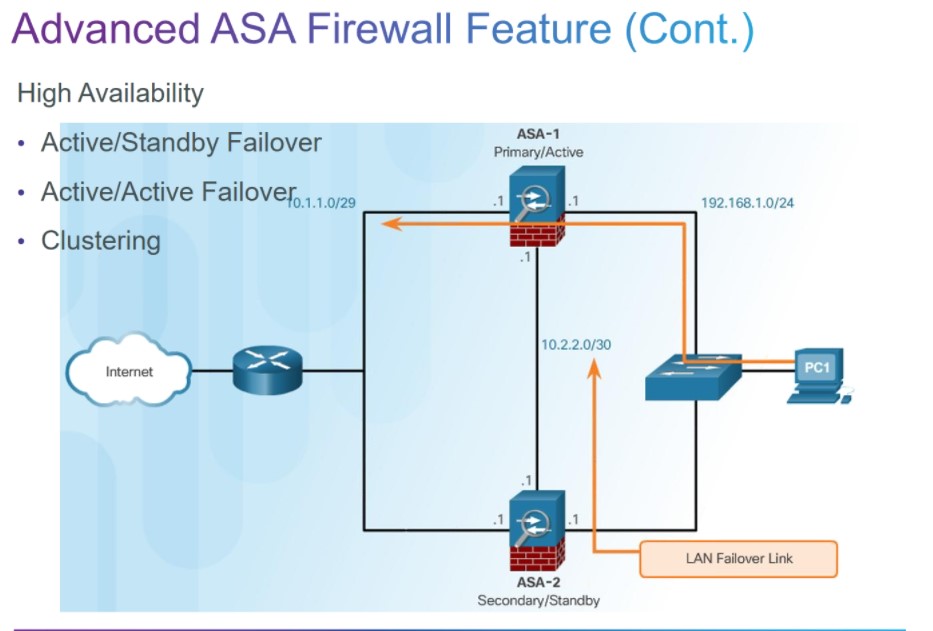 Advanced ASA Firewall Feature (Cont.)
High Availability
• Active/Standby Failover
• Active/Active Failover
• Clustering
ASA-1
Primary/Active
10.1.1.0/29
.1
.1
192.168.1.0/24
.1
10.2.2.0/30
Internet
PC1
.1
.1
.1
LAN Failover Link
ASA-2
Secondary/Standby